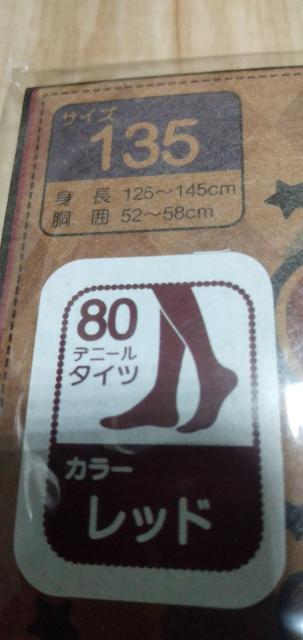 サイズ
135
身長 125～145cm
胴囲 52～58cm
80
デニール
タイツ
カラー
レッド